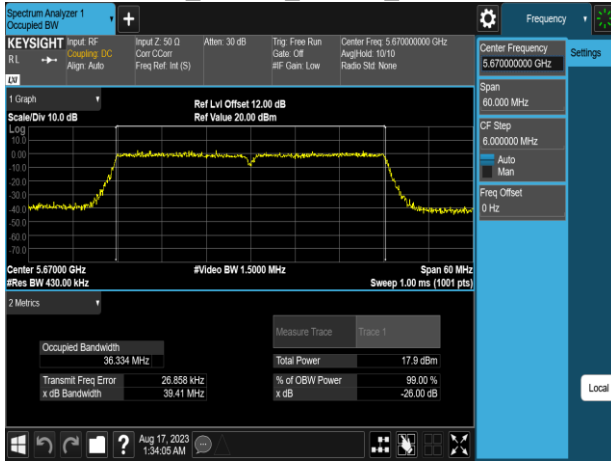 Spectrum Analyzer 1
Occupied BW
Frequency
KEYSIGHT
RL
LXI
Input: RF
Coupling: DC
Align: Auto
Input Z: 50 Ω
Corr CCorr
Freq Ref: Int (S)
Atten: 30 dB
Trig: Free Run
Gate: Off
#IF Gain: Low
Center Freq: 5.670000000 GHz
Avg|Hold: 10/10
Radio Std: None
Center Frequency
5.670000000 GHz
Settings
Span
60.000 MHz
CF Step
6.000000 MHz
Auto
Man
Freq Offset
0 Hz
1 Graph
Scale/Div 10.0 dB
Ref Lvl Offset 12.00 dB
Ref Value 20.00 dBm
Log
10.0
0.00
-10.0
-20.0
-30.0
-40.0
-50.0
-60.0
-70.0
Center 5.67000 GHz
#Res BW 430.00 kHz
#Video BW 1.5000 MHz
Span 60 MHz
Sweep 1.00 ms (1001 pts)
2 Metrics
Measure Trace Trace 1
Occupied Bandwidth
36.334 MHz
Total Power 17.9 dBm
Transmit Freq Error 26.858 kHz
% of OBW Power 99.00 %
x dB Bandwidth 39.41 MHz
x dB -26.00 dB
Local
?
Aug 17, 2023
1:34:05 AM